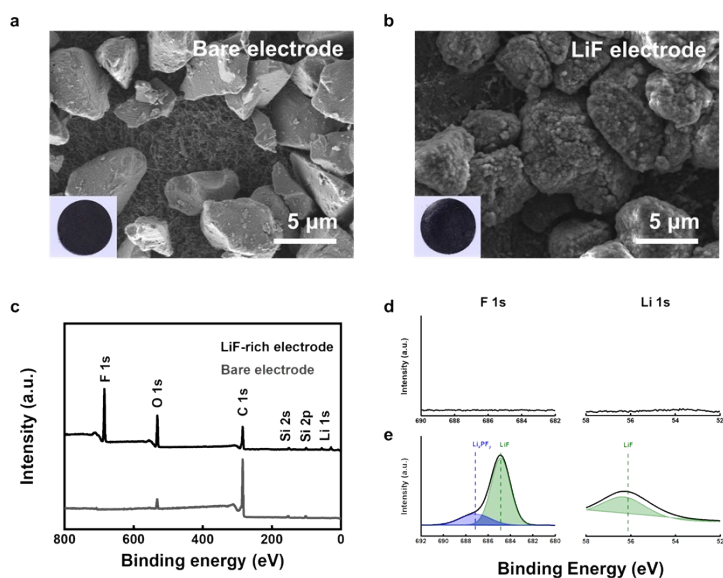 a
Bare electrode
5 µm
b
LiF electrode
5 µm
c
LiF-rich electrode
Bare electrode
F 1s
O 1s
C 1s
Si 2s
Si 2p
Li 1s
Intensity (a.u.)
800 600 400 200 0
Binding energy (eV)
d
F 1s
Li 1s
Intensity (a.u.)
690 688 686 684 682
58 56 54 52
e
LiₓPFᵧ
LiF
LiF
Intensity (a.u.)
692 690 688 686 684 682 680
58 56 54 52
Binding Energy (eV)